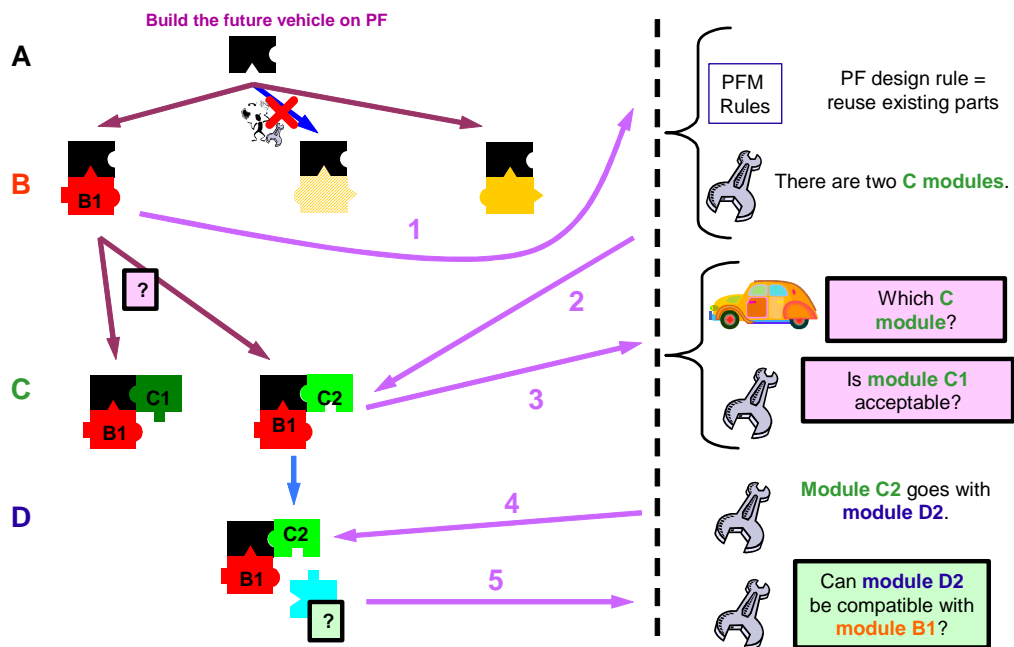 Build the future vehicle on PF
A
PFM
Rules
PF design rule =
reuse existing parts
B
B1
There are two C modules.
1
?
2
Which C
module?
C
C1
B1
C2
B1
3
Is module C1
acceptable?
D
4
Module C2 goes with
module D2.
C2
B1
?
5
Can module D2
be compatible with
module B1?